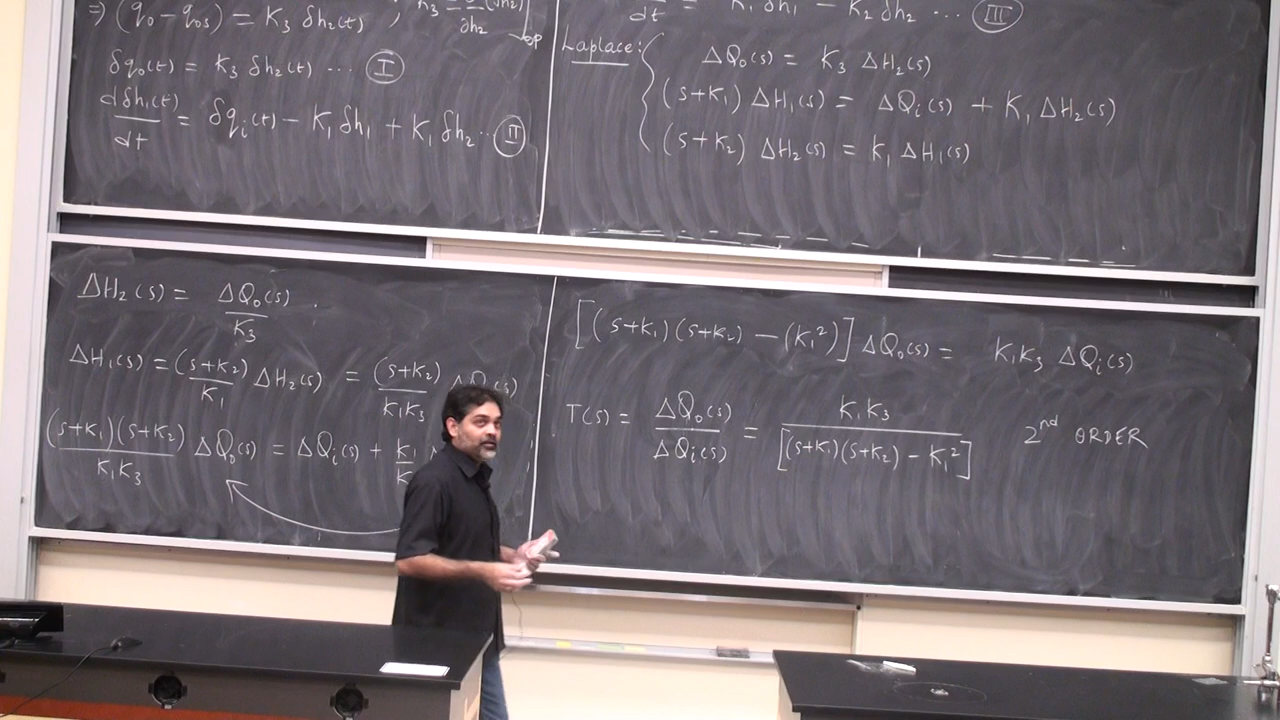 ⇒ (q₀ - q₀s) = K₃ δh₂(t) ;
δq₀(t) = K₃ δh₂(t) ... Ⅰ
dδh₁(t)/dt = δqᵢ(t) - K₁δh₁ + K₁δh₂ ... Ⅱ
/dt = K₁δh₁ - K₂δh₂ ... Ⅲ
Laplace: ΔQ₀(s) = K₃ ΔH₂(s)
(s+K₁) ΔH₁(s) = ΔQᵢ(s) + K₁ ΔH₂(s)
(s+K₂) ΔH₂(s) = K₁ ΔH₁(s)
ΔH₂(s) = ΔQ₀(s)/K₃ .
ΔH₁(s) = (s+K₂)/K₁ ΔH₂(s) = (s+K₂)/K₁K₃ ΔQ₀(s)
(s+K₁)(s+K₂)/K₁K₃ ΔQ₀(s) = ΔQᵢ(s) + K₁/K
[(s+K₁)(s+K₂) - (K₁²)] ΔQ₀(s) = K₁K₃ ΔQᵢ(s)
T(s) = ΔQ₀(s)/ΔQᵢ(s) = K₁K₃/[(s+K₁)(s+K₂) - K₁²] 2nd ORDER